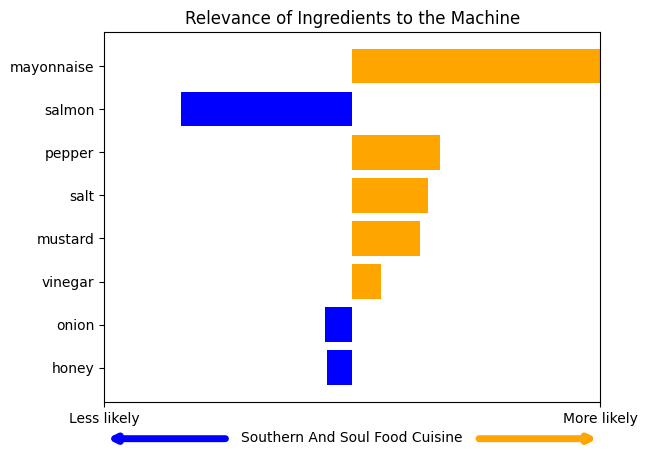 Relevance of Ingredients to the Machine
mayonnaise
salmon
pepper
salt
mustard
vinegar
onion
honey
Less likely
More likely
Southern And Soul Food Cuisine